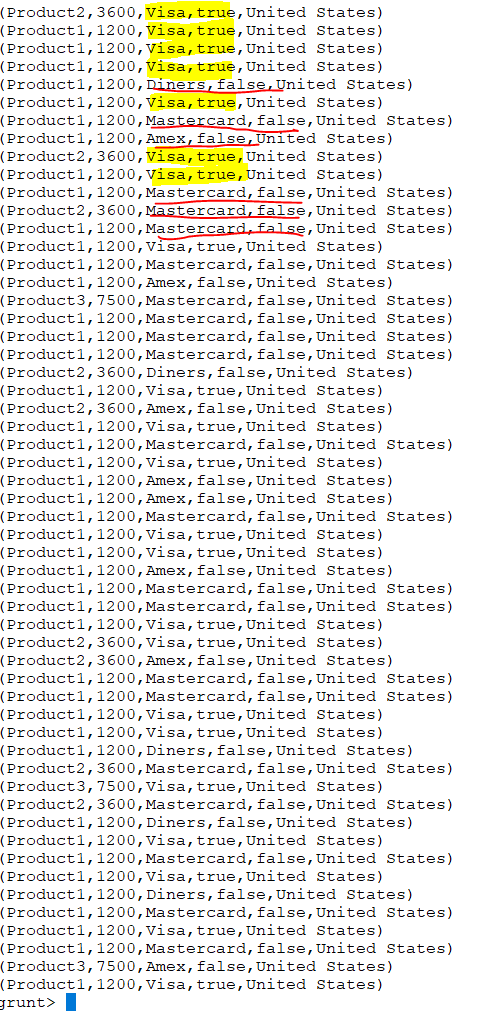 (Product2,3600,Visa,true,United States)
(Product1,1200,Visa,true,United States)
(Product1,1200,Visa,true,United States)
(Product1,1200,Visa,true,United States)
(Product1,1200,Diners,false,United States)
(Product1,1200,Visa,true,United States)
(Product1,1200,Mastercard,false,United States)
(Product1,1200,Amex,false,United States)
(Product2,3600,Visa,true,United States)
(Product1,1200,Visa,true,United States)
(Product1,1200,Mastercard,false,United States)
(Product2,3600,Mastercard,false,United States)
(Product1,1200,Mastercard,false,United States)
(Product1,1200,Visa,true,United States)
(Product1,1200,Mastercard,false,United States)
(Product1,1200,Amex,false,United States)
(Product3,7500,Mastercard,false,United States)
(Product1,1200,Mastercard,false,United States)
(Product1,1200,Mastercard,false,United States)
(Product1,1200,Mastercard,false,United States)
(Product2,3600,Diners,false,United States)
(Product1,1200,Visa,true,United States)
(Product2,3600,Amex,false,United States)
(Product1,1200,Visa,true,United States)
(Product1,1200,Mastercard,false,United States)
(Product1,1200,Visa,true,United States)
(Product1,1200,Amex,false,United States)
(Product1,1200,Amex,false,United States)
(Product1,1200,Mastercard,false,United States)
(Product1,1200,Visa,true,United States)
(Product1,1200,Visa,true,United States)
(Product1,1200,Amex,false,United States)
(Product1,1200,Mastercard,false,United States)
(Product1,1200,Mastercard,false,United States)
(Product1,1200,Visa,true,United States)
(Product2,3600,Visa,true,United States)
(Product2,3600,Amex,false,United States)
(Product1,1200,Mastercard,false,United States)
(Product1,1200,Mastercard,false,United States)
(Product1,1200,Visa,true,United States)
(Product1,1200,Visa,true,United States)
(Product1,1200,Diners,false,United States)
(Product2,3600,Mastercard,false,United States)
(Product3,7500,Visa,true,United States)
(Product2,3600,Mastercard,false,United States)
(Product1,1200,Diners,false,United States)
(Product1,1200,Visa,true,United States)
(Product1,1200,Mastercard,false,United States)
(Product1,1200,Visa,true,United States)
(Product1,1200,Diners,false,United States)
(Product1,1200,Mastercard,false,United States)
(Product1,1200,Visa,true,United States)
(Product1,1200,Mastercard,false,United States)
(Product3,7500,Amex,false,United States)
(Product1,1200,Visa,true,United States)
grunt>